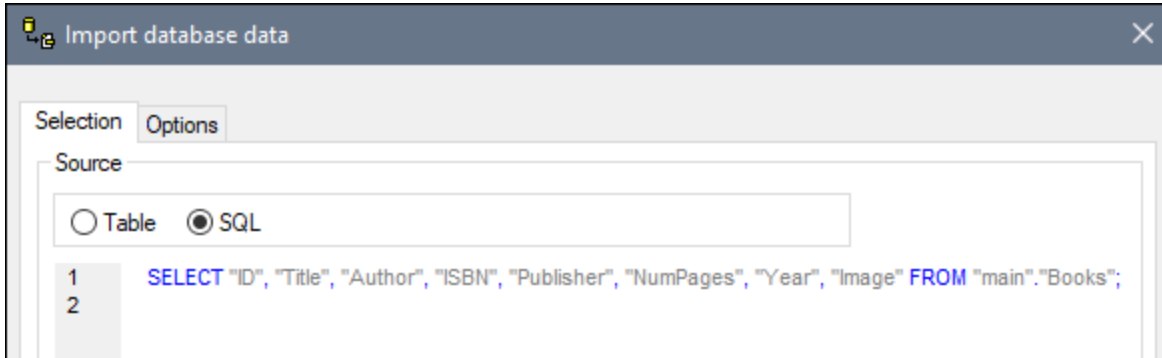 Import database data
Selection Options
Source
Table SQL
1 SELECT "ID", "Title", "Author", "ISBN", "Publisher", "NumPages", "Year", "Image" FROM "main"."Books";
2